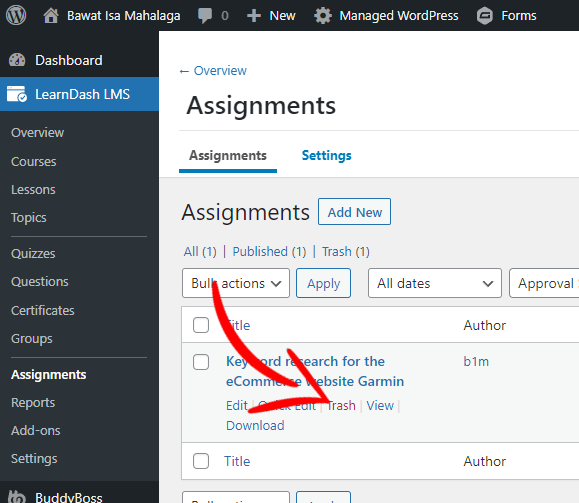 Bawat Isa Mahalaga 0 New Managed WordPress Forms
Dashboard
LearnDash LMS
Overview
Courses
Lessons
Topics
Quizzes
Questions
Certificates
Groups
Assignments
Reports
Add-ons
Settings
BuddyBoss
← Overview
Assignments
Assignments Settings
Assignments Add New
All (1) | Published (1) | Trash (1)
Bulk actions Apply All dates Approval
Title Author
Keyword research for the b1m
eCommerce website Garmin
Edit | Quick Edit | Trash | View |
Download
Title Author
Bulk actions Apply